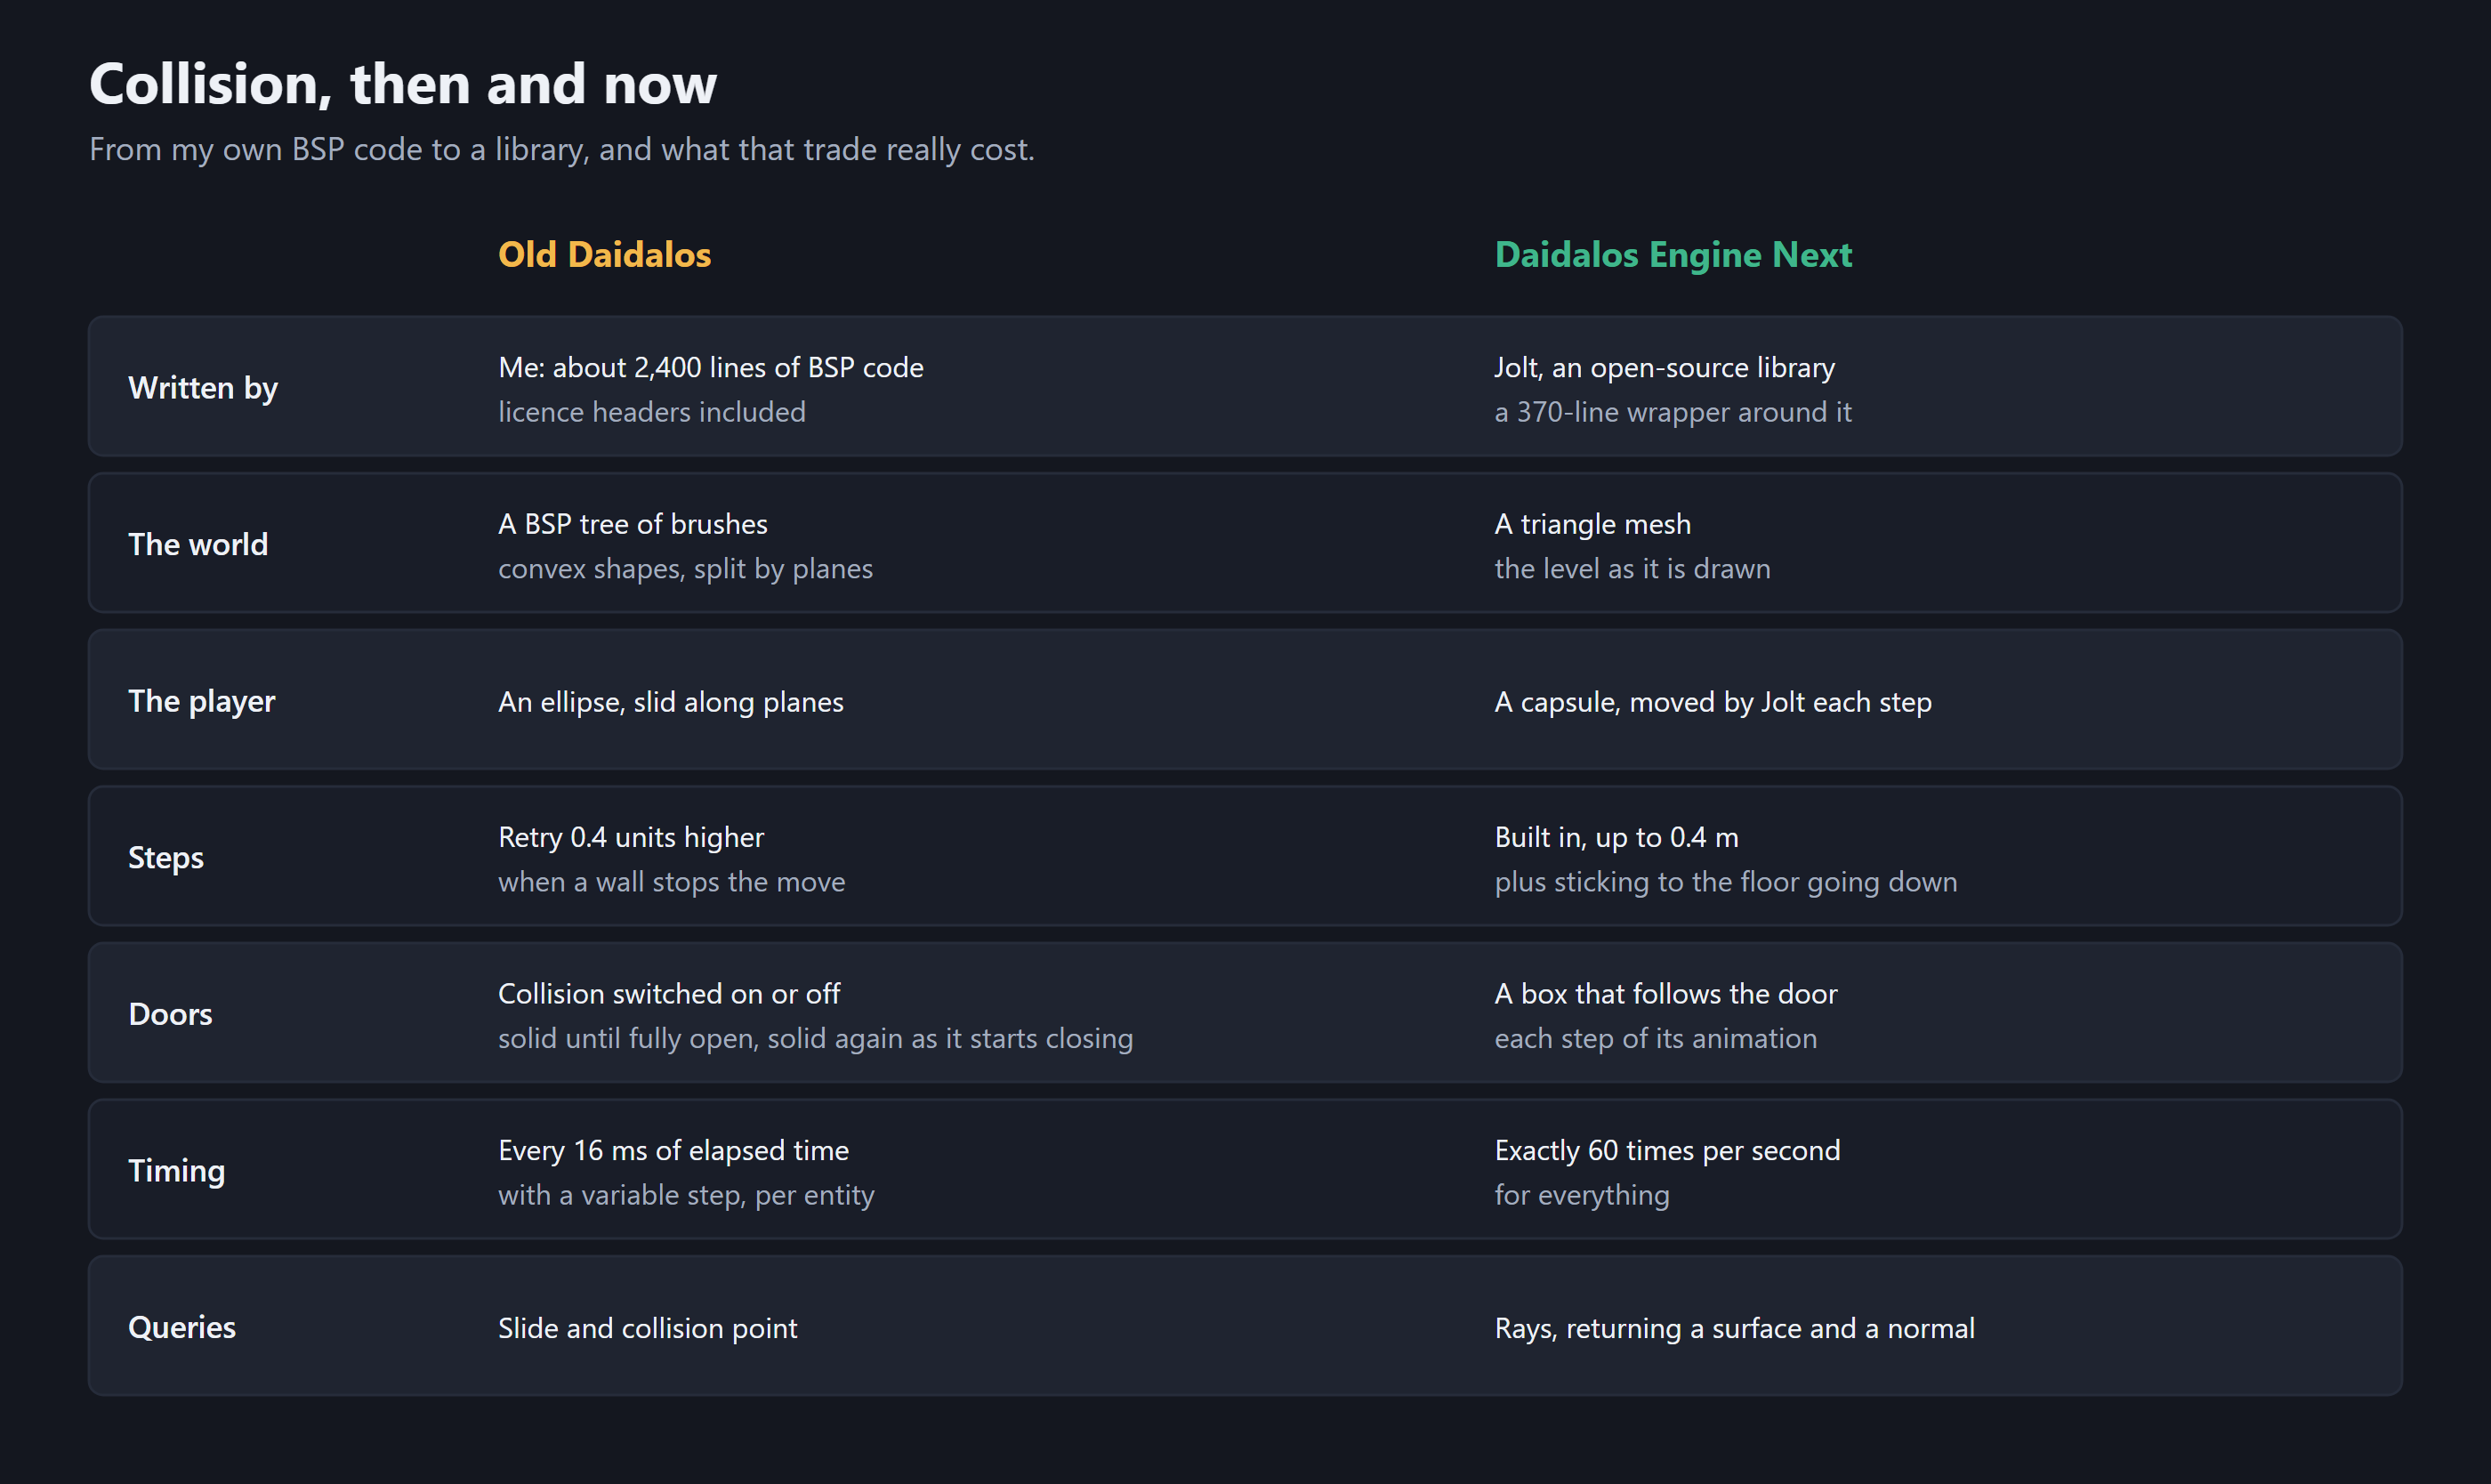 Collision, then and now
From my own BSP code to a library, and what that trade really cost.
Old Daidalos
Daidalos Engine Next
Written by
Me: about 2,400 lines of BSP code
licence headers included
Jolt, an open-source library
a 370-line wrapper around it
The world
A BSP tree of brushes
convex shapes, split by planes
A triangle mesh
the level as it is drawn
The player
An ellipse, slid along planes
A capsule, moved by Jolt each step
Steps
Retry 0.4 units higher
when a wall stops the move
Built in, up to 0.4 m
plus sticking to the floor going down
Doors
Collision switched on or off
solid until fully open, solid again as it starts closing
A box that follows the door
each step of its animation
Timing
Every 16 ms of elapsed time
with a variable step, per entity
Exactly 60 times per second
for everything
Queries
Slide and collision point
Rays, returning a surface and a normal